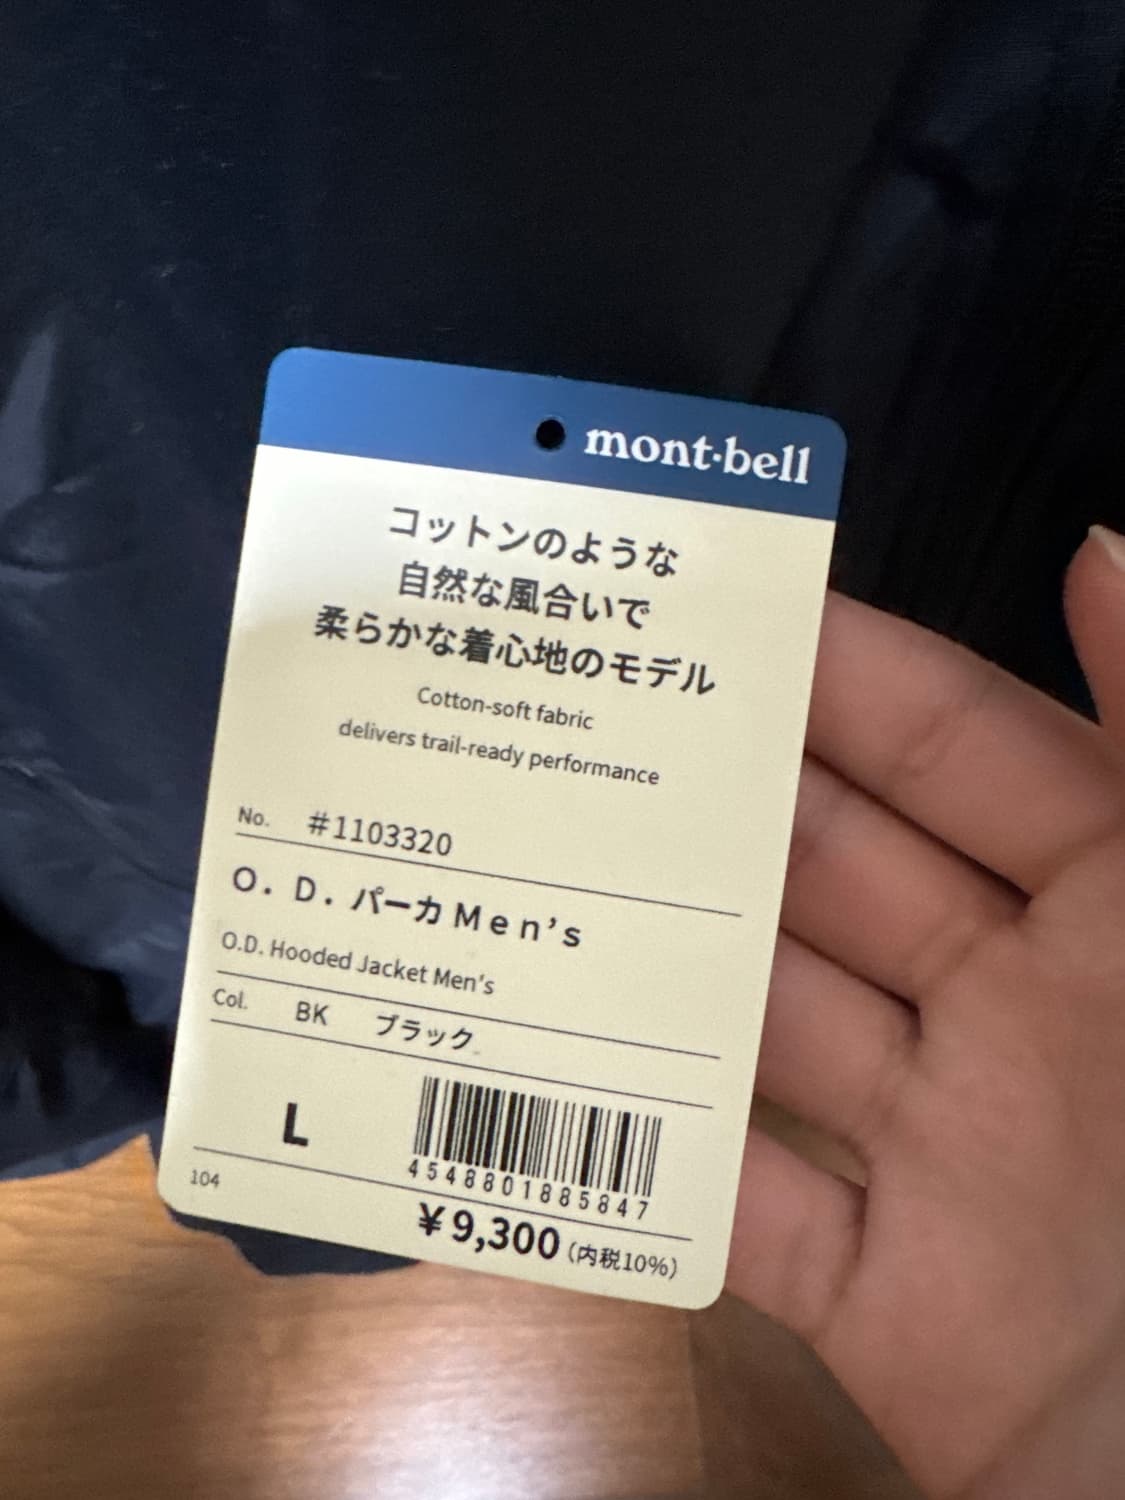 mont·bell
コットンのような
自然な風合いで
柔らかな着心地のモデル
Cotton-soft fabric
delivers trail-ready performance
No. #1103320
O. D. パーカ Men's
O.D. Hooded Jacket Men's
Col. BK ブラック
L
4548801885847
104
¥9,300 (内税10%)